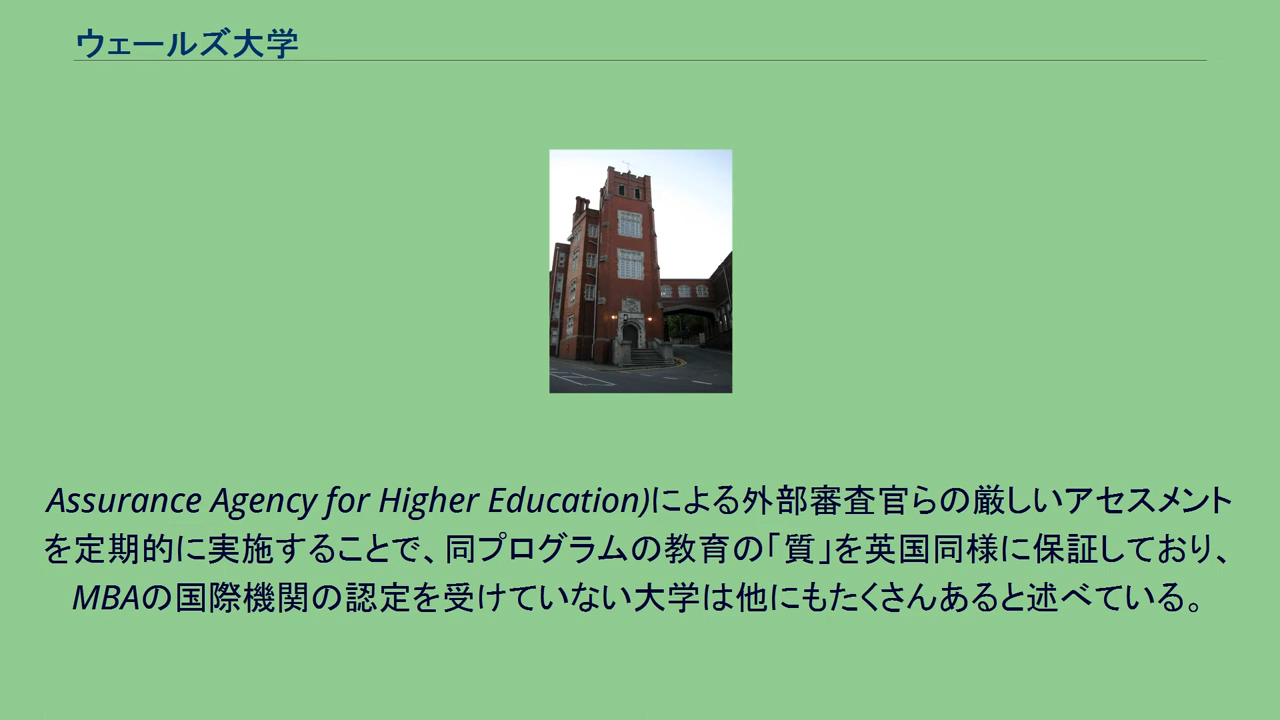 ウェールズ大学
Assurance Agency for Higher Education)による外部審査官らの厳しいアセスメント
を定期的に実施することで、同プログラムの教育の「質」を英国同様に保証しており、
MBAの国際機関の認定を受けていない大学は他にもたくさんあると述べている。